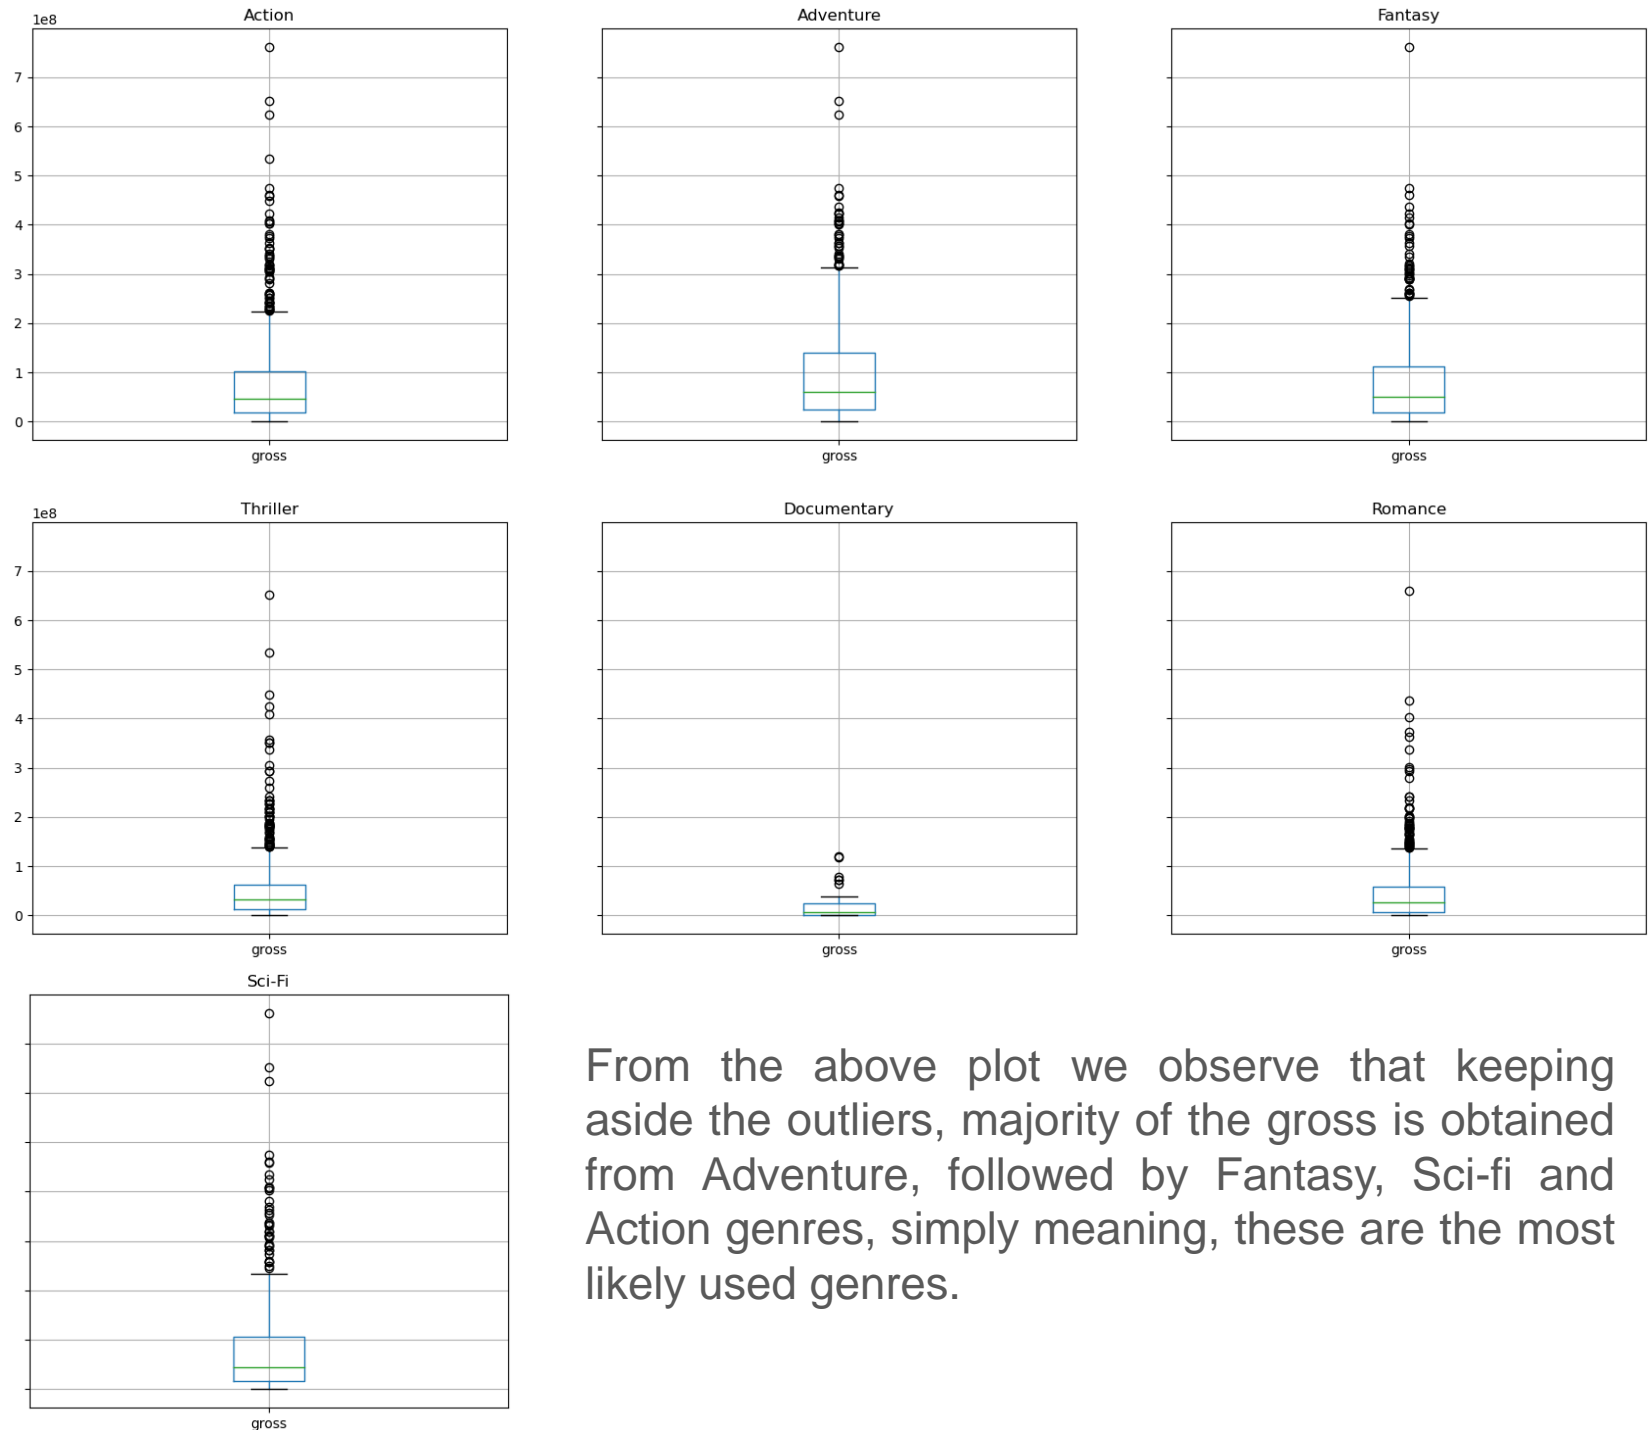 1e8
Action
Adventure
Fantasy
7
6
5
4
3
2
1
0
gross
gross
gross
1e8
Thriller
Documentary
Romance
7
6
5
4
3
2
1
0
gross
gross
gross
Sci-Fi
gross
From the above plot we observe that keeping
aside the outliers, majority of the gross is obtained
from Adventure, followed by Fantasy, Sci-fi and
Action genres, simply meaning, these are the most
likely used genres.